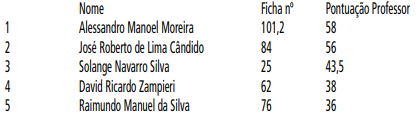 Nome Ficha nº Pontuação Professor
1 Alessandro Manoel Moreira 101,2 58
2 José Roberto de Lima Cândido 84 56
3 Solange Navarro Silva 25 43,5
4 David Ricardo Zampieri 62 38
5 Raimundo Manuel da Silva 76 36